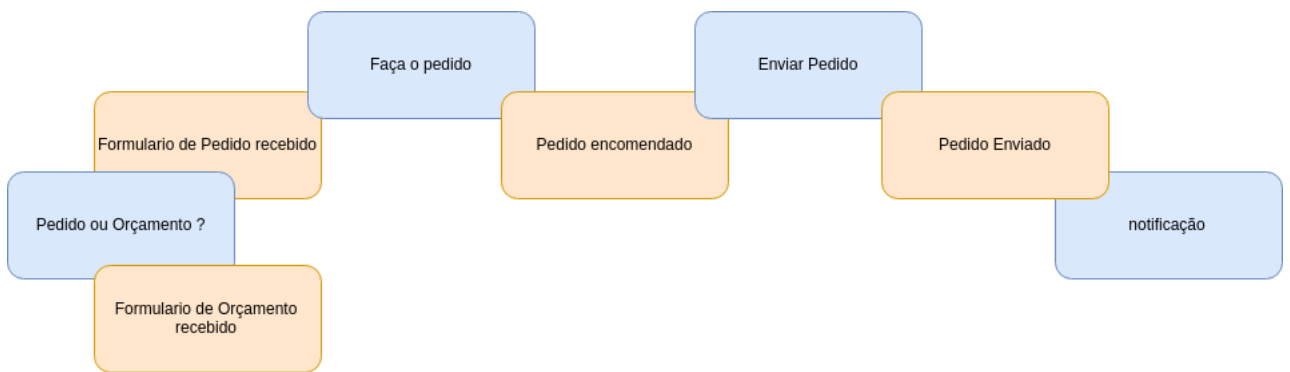 Faça o pedido
Enviar Pedido
Formulario de Pedido recebido
Pedido encomendado
Pedido Enviado
Pedido ou Orçamento ?
notificação
Formulario de Orçamento
recebido